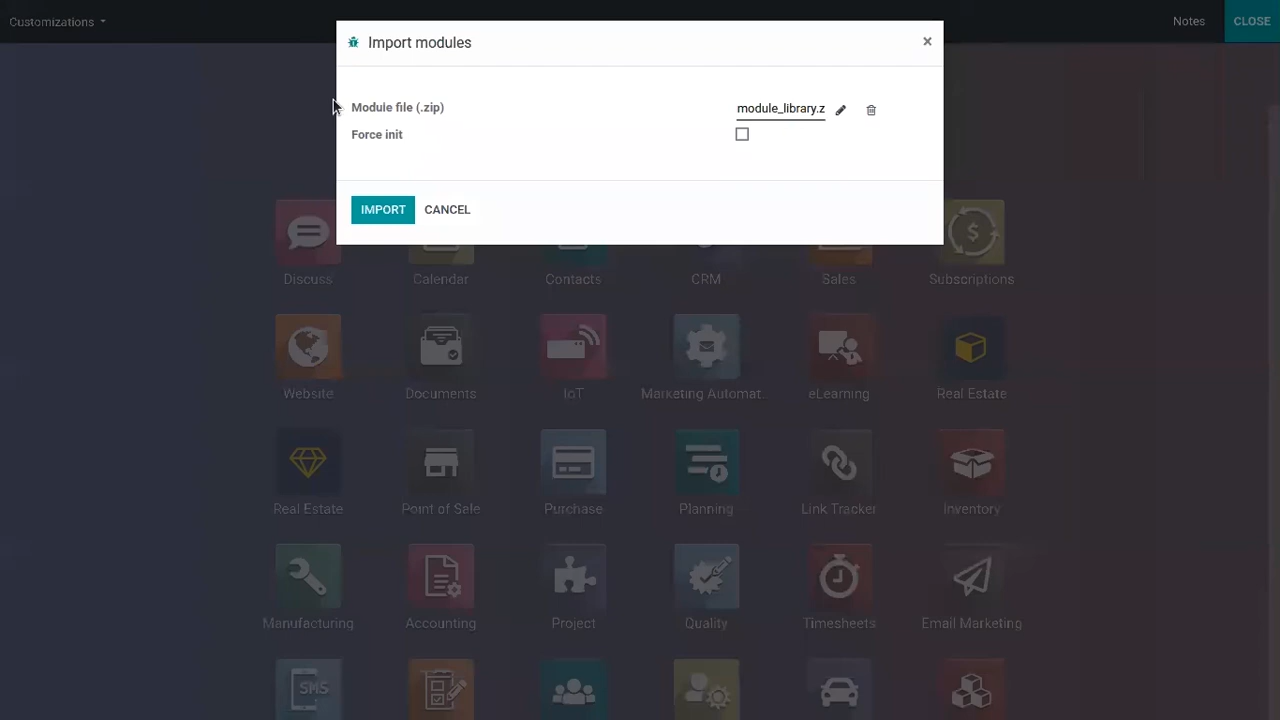 Customizations
Notes
CLOSE
Import modules
×
Module file (.zip)
module_library.z
Force init
IMPORT
CANCEL
Discuss
Calendar
Contacts
CRM
Sales
Subscriptions
Website
Documents
IoT
Marketing Automat..
eLearning
Real Estate
Real Estate
Point of Sale
Purchase
Planning
Link Tracker
Inventory
Manufacturing
Accounting
Project
Quality
Timesheets
Email Marketing
SMS